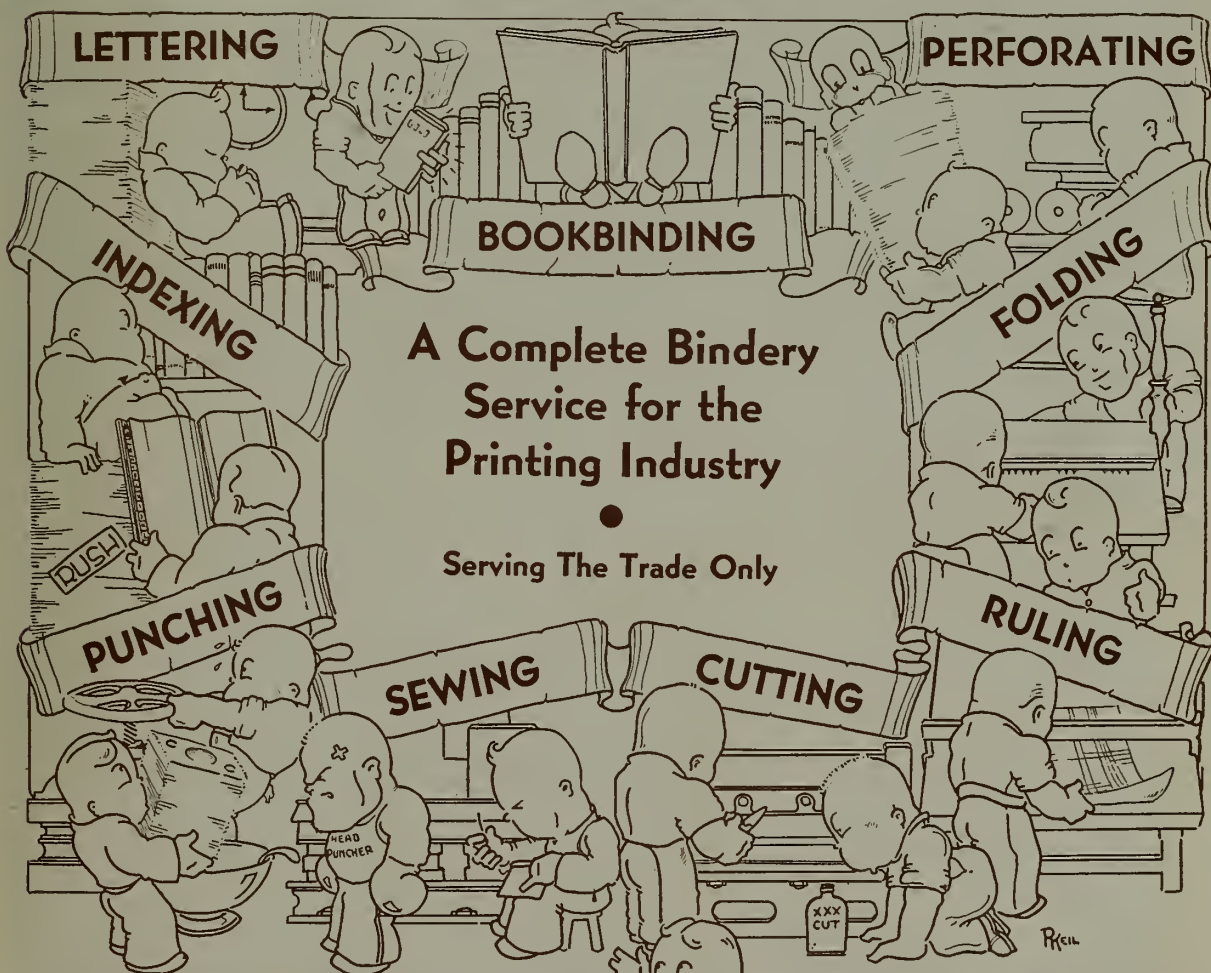 LETTERING
PERFORATING
BOOKBINDING
INDEXING
FOLDING
A Complete Bindery
Service for the
Printing Industry
Serving The Trade Only
RUSH
PUNCHING
RULING
SEWING
CUTTING
HEAD
PUNCHER
XXX
CUT